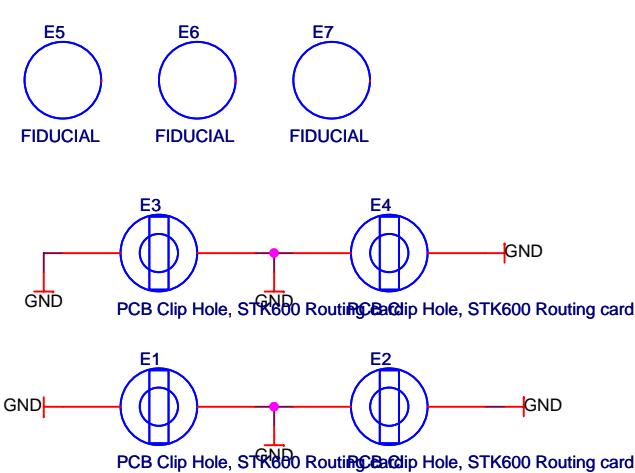 E5 E6 E7
FIDUCIAL FIDUCIAL FIDUCIAL
E3 E4
GND
GND GND
PCB Clip Hole, STK600 Routing card PCB Clip Hole, STK600 Routing card
E1 E2
GND GND
GND
PCB Clip Hole, STK600 Routing card PCB Clip Hole, STK600 Routing card